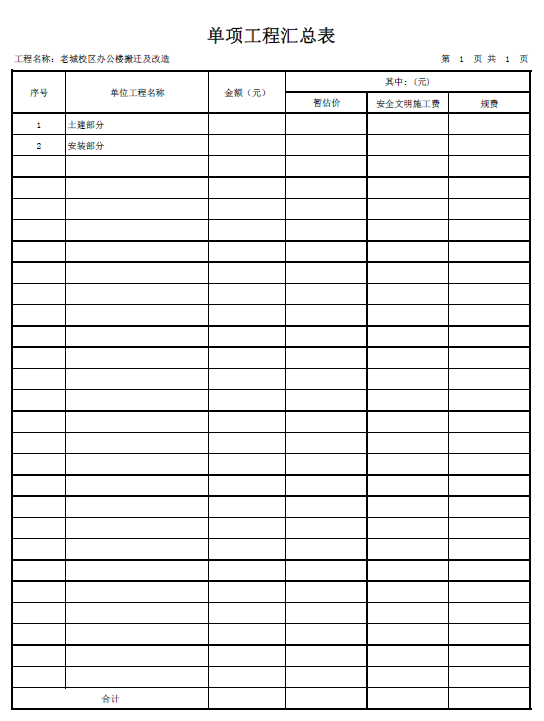 单项工程汇总表
工程名称：老城校区办公楼搬迁及改造 第 1 页 共 1 页
序号 单位工程名称 金额（元） 其中：(元)
暂估价 安全文明施工费 规费
1 土建部分
2 安装部分
合计